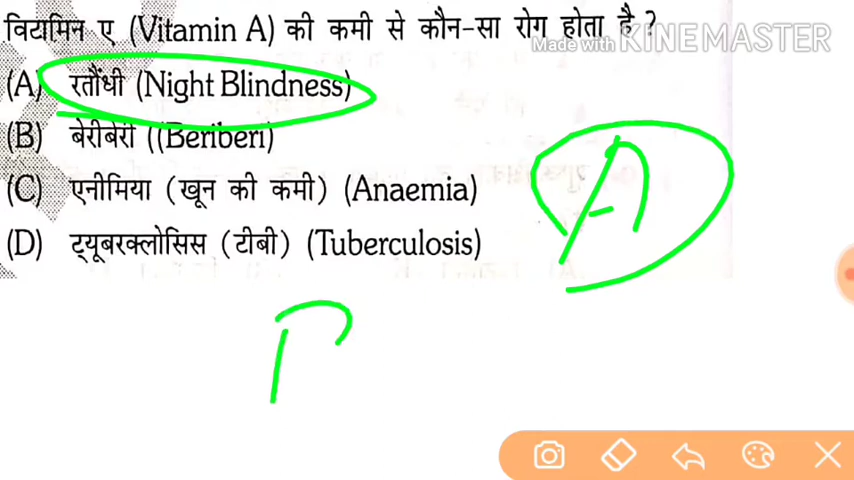 विटामिन ए (Vitamin A) की कमी से कौन-सा रोग होता है ?
Made with KINEMASTER
(A) रतौंधी (Night Blindness)
(B) बेरीबेरी ((Beriberi)
(C) एनीमिया (खून की कमी) (Anaemia)
(D) ट्यूबरक्लोसिस (टीबी) (Tuberculosis)
A